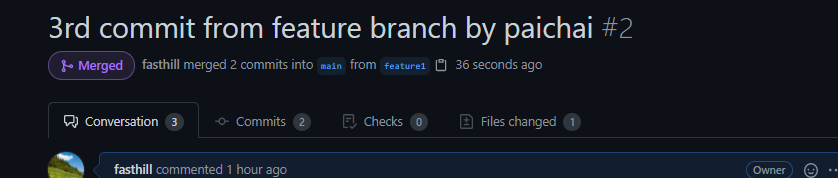 3rd commit from feature branch by paichai #2
Merged fasthill merged 2 commits into main from feature1 36 seconds ago
Conversation 3 Commits 2 Checks 0 Files changed 1
fasthill commented 1 hour ago Owner